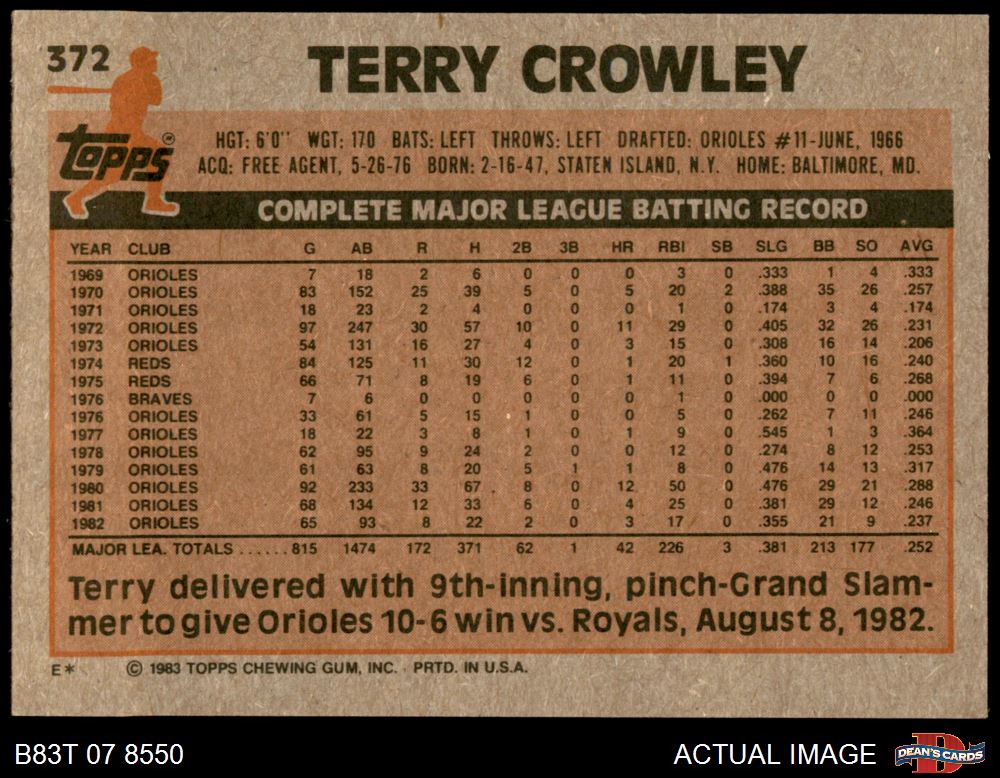 372
TERRY CROWLEY
topps®
HGT: 6'0" WGT: 170 BATS: LEFT THROWS: LEFT DRAFTED: ORIOLES #11-JUNE, 1966
ACQ: FREE AGENT, 5-26-76 BORN: 2-16-47, STATEN ISLAND, N.Y. HOME: BALTIMORE, MD.
COMPLETE MAJOR LEAGUE BATTING RECORD
YEAR CLUB G AB R H 2B 3B HR RBI SB SLG BB SO AVG
1969 ORIOLES 7 18 2 6 0 0 0 3 0 .333 1 4 .333
1970 ORIOLES 83 152 25 39 5 0 5 20 2 .388 35 26 .257
1971 ORIOLES 18 23 2 4 0 0 0 1 0 .174 3 4 .174
1972 ORIOLES 97 247 30 57 10 0 11 29 0 .405 32 26 .231
1973 ORIOLES 54 131 16 27 4 0 3 15 0 .308 16 14 .206
1974 REDS 84 125 11 30 12 0 1 20 1 .360 10 16 .240
1975 REDS 66 71 8 19 6 0 1 11 0 .394 7 6 .268
1976 BRAVES 7 6 0 0 0 0 0 1 0 .000 0 0 .000
1976 ORIOLES 33 61 5 15 1 0 0 5 0 .262 7 11 .246
1977 ORIOLES 18 22 3 8 1 0 1 9 0 .545 1 3 .364
1978 ORIOLES 62 95 9 24 2 0 0 12 0 .274 8 12 .253
1979 ORIOLES 61 63 8 20 5 1 1 8 0 .476 14 13 .317
1980 ORIOLES 92 233 33 67 8 0 12 50 0 .476 29 21 .288
1981 ORIOLES 68 134 12 33 6 0 4 25 0 .381 29 12 .246
1982 ORIOLES 65 93 8 22 2 0 3 17 0 .355 21 9 .237
MAJOR LEA. TOTALS ...... 815 1474 172 371 62 1 42 226 3 .381 213 177 .252
Terry delivered with 9th-inning, pinch-Grand Slam-
mer to give Orioles 10-6 win vs. Royals, August 8, 1982.
E* © 1983 TOPPS CHEWING GUM, INC. PRTD. IN U.S.A.
B83T 07 8550 ACTUAL IMAGE DEAN'S CARDS